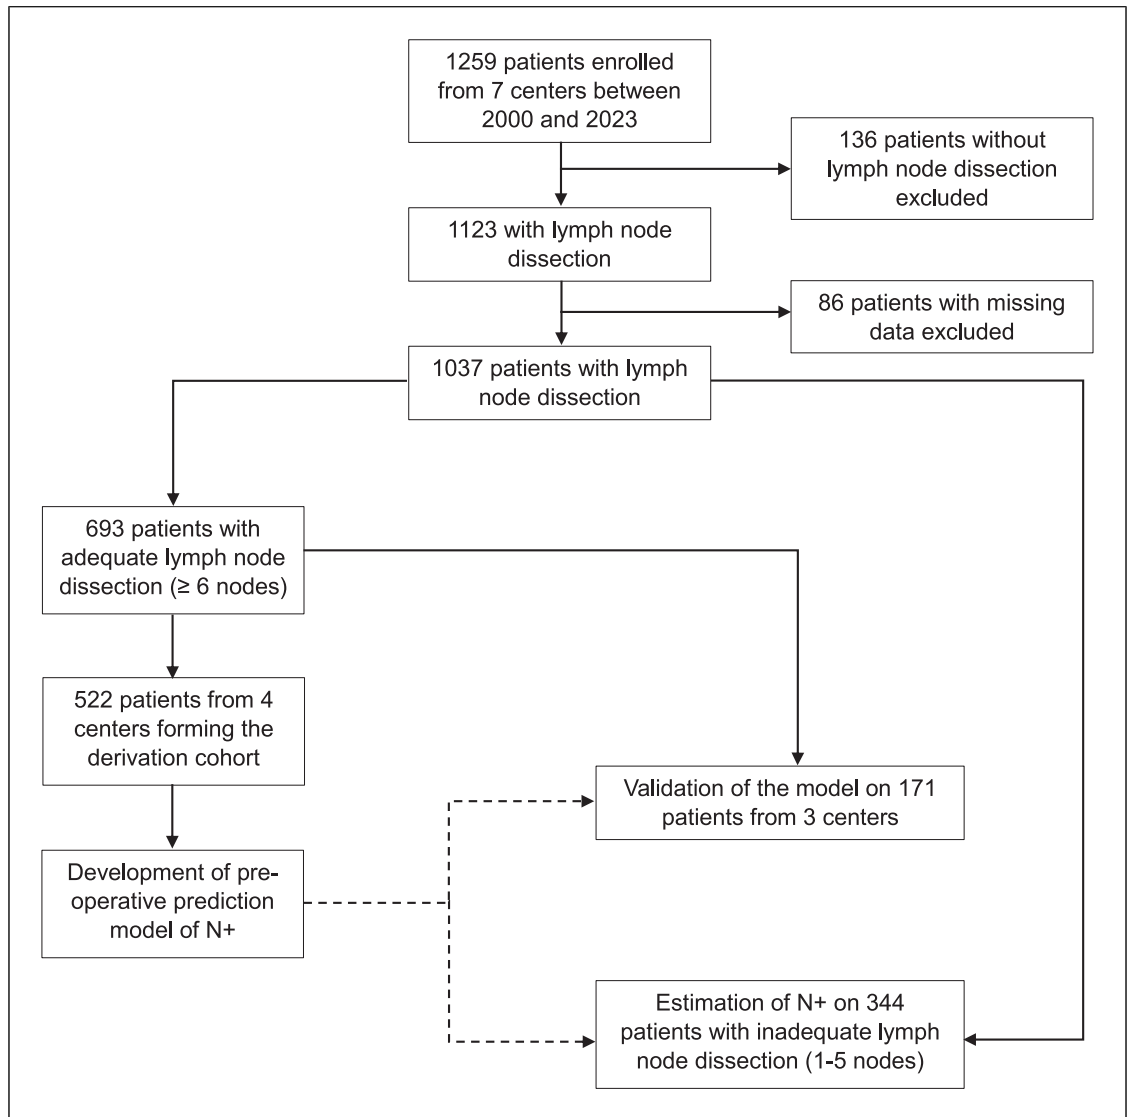 1259 patients enrolled
from 7 centers between
2000 and 2023
136 patients without
lymph node dissection
excluded
1123 with lymph node
dissection
86 patients with missing
data excluded
1037 patients with lymph
node dissection
693 patients with
adequate lymph node
dissection (≥ 6 nodes)
522 patients from 4
centers forming the
derivation cohort
Validation of the model on 171
patients from 3 centers
Development of pre-
operative prediction
model of N+
Estimation of N+ on 344
patients with inadequate lymph
node dissection (1-5 nodes)